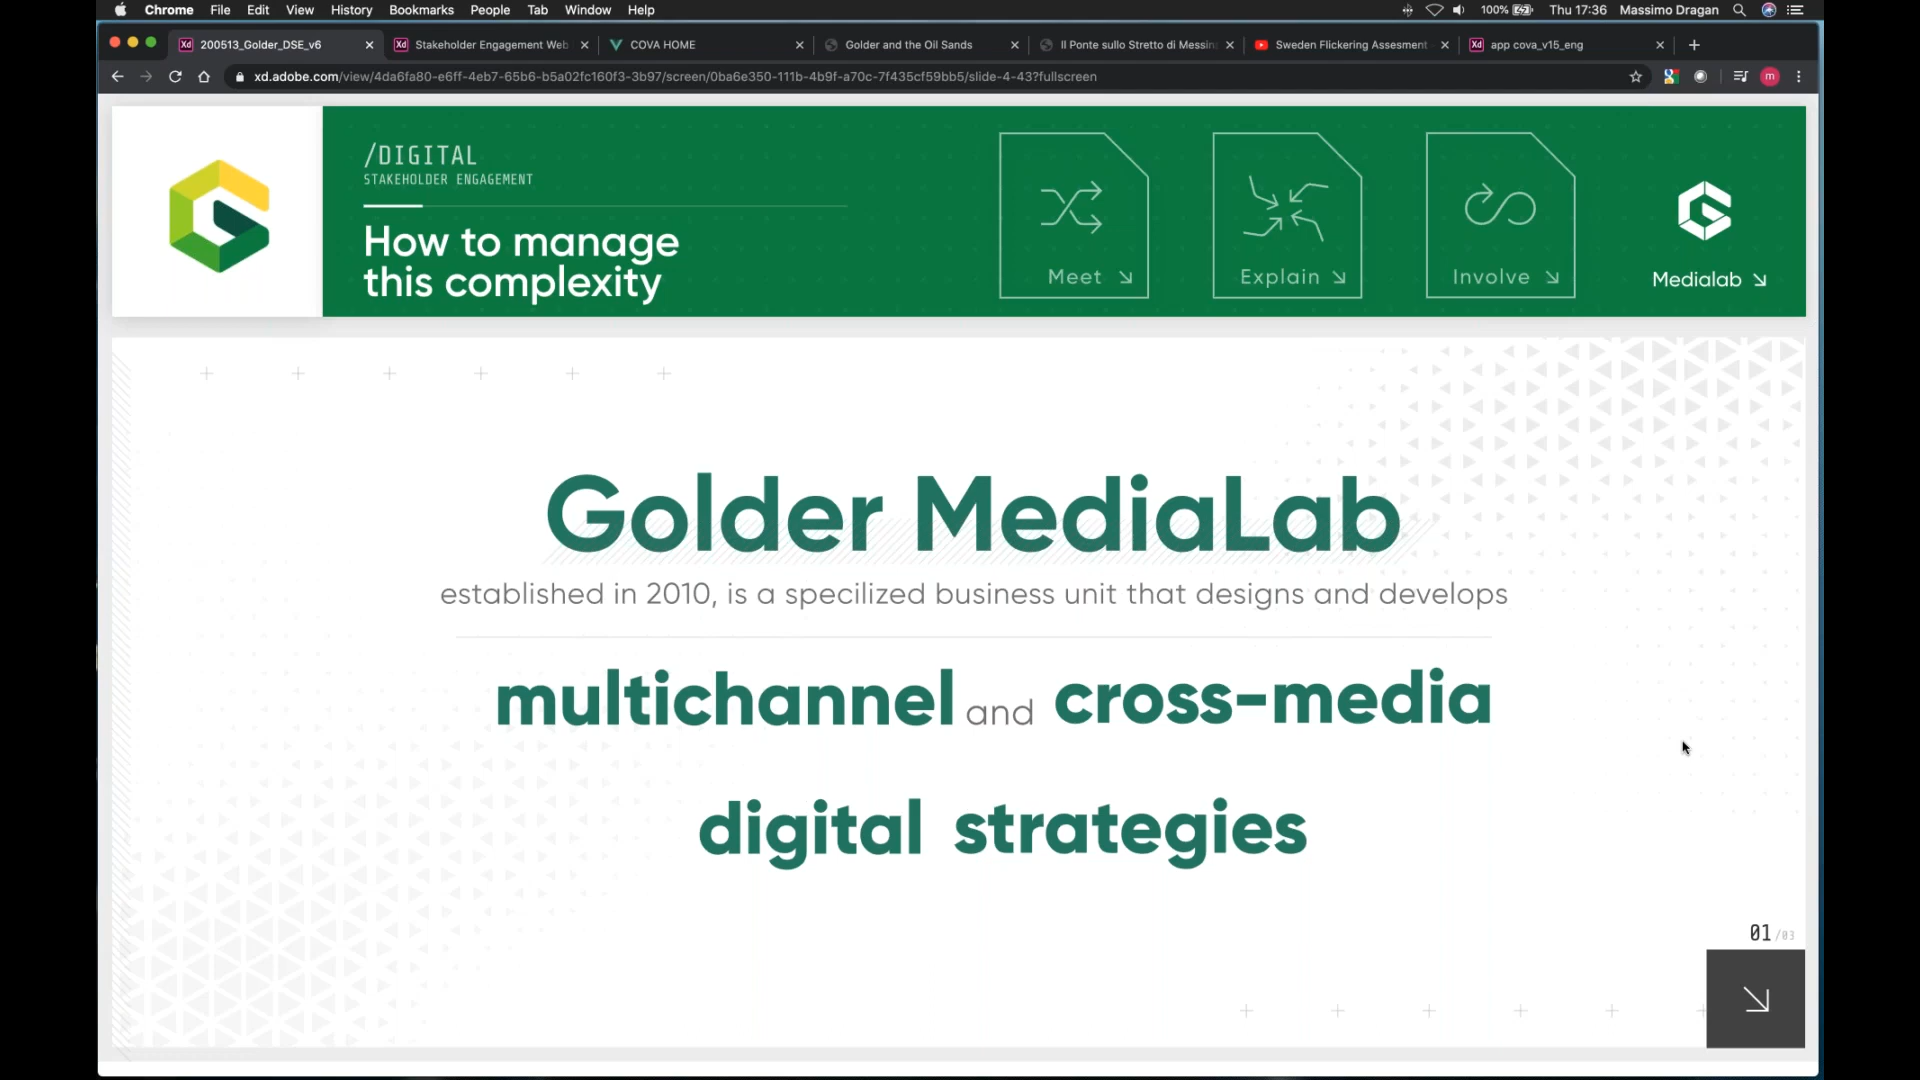 Chrome File Edit View History Bookmarks People Tab Window Help 100% Thu 17:36 Massimo Dragan
200513_Golder_DSE_v6 Stakeholder Engagement Web COVA HOME Golder and the Oil Sands Il Ponte sullo Stretto di Messin Sweden Flickering Assesment app cova_v15_eng
xd.adobe.com/view/4da6fa80-e6ff-4eb7-65b6-b5a02fc160f3-3b97/screen/0ba6e350-111b-4b9f-a70c-7f435cf59bb5/slide-4-43?fullscreen m
/DIGITAL
STAKEHOLDER ENGAGEMENT
How to manage
this complexity
Meet Explain Involve Medialab
Golder MediaLab
established in 2010, is a specilized business unit that designs and develops
multichannel and cross-media
digital strategies
01 /03